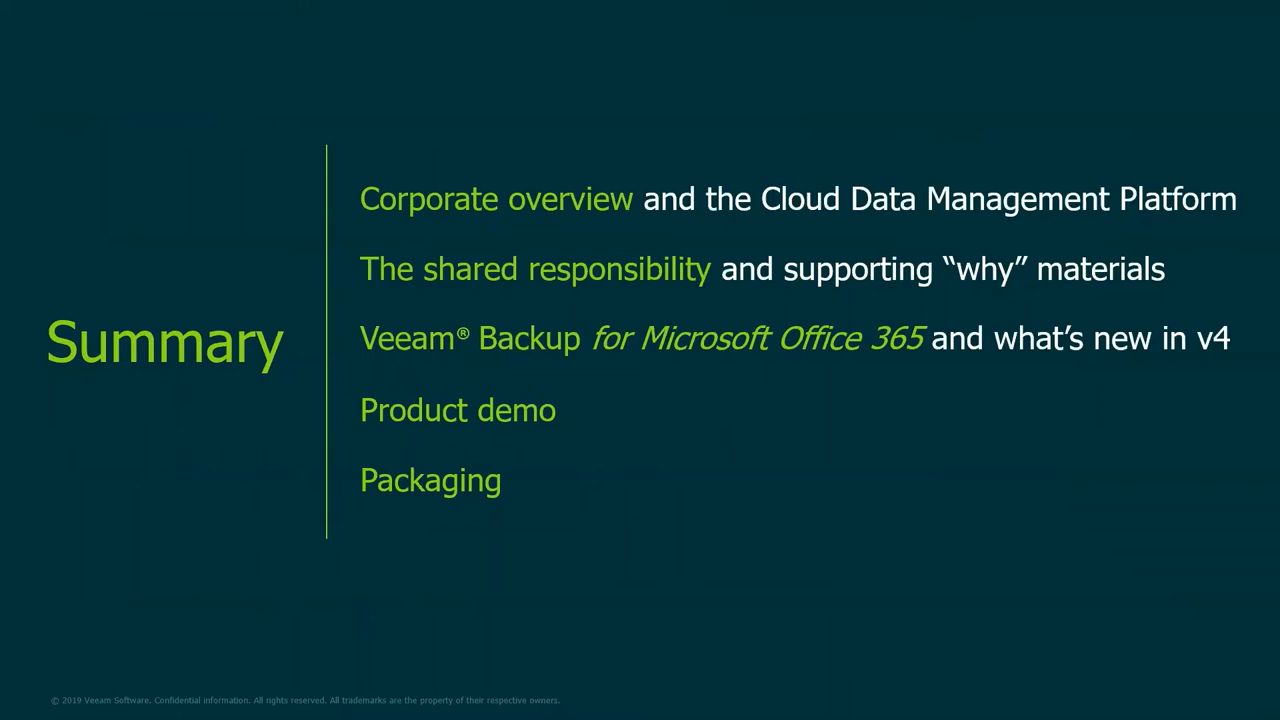 Summary
Corporate overview and the Cloud Data Management Platform
The shared responsibility and supporting “why” materials
Veeam® Backup for Microsoft Office 365 and what’s new in v4
Product demo
Packaging
© 2019 Veeam Software. Confidential information. All rights reserved. All trademarks are the property of their respective owners.